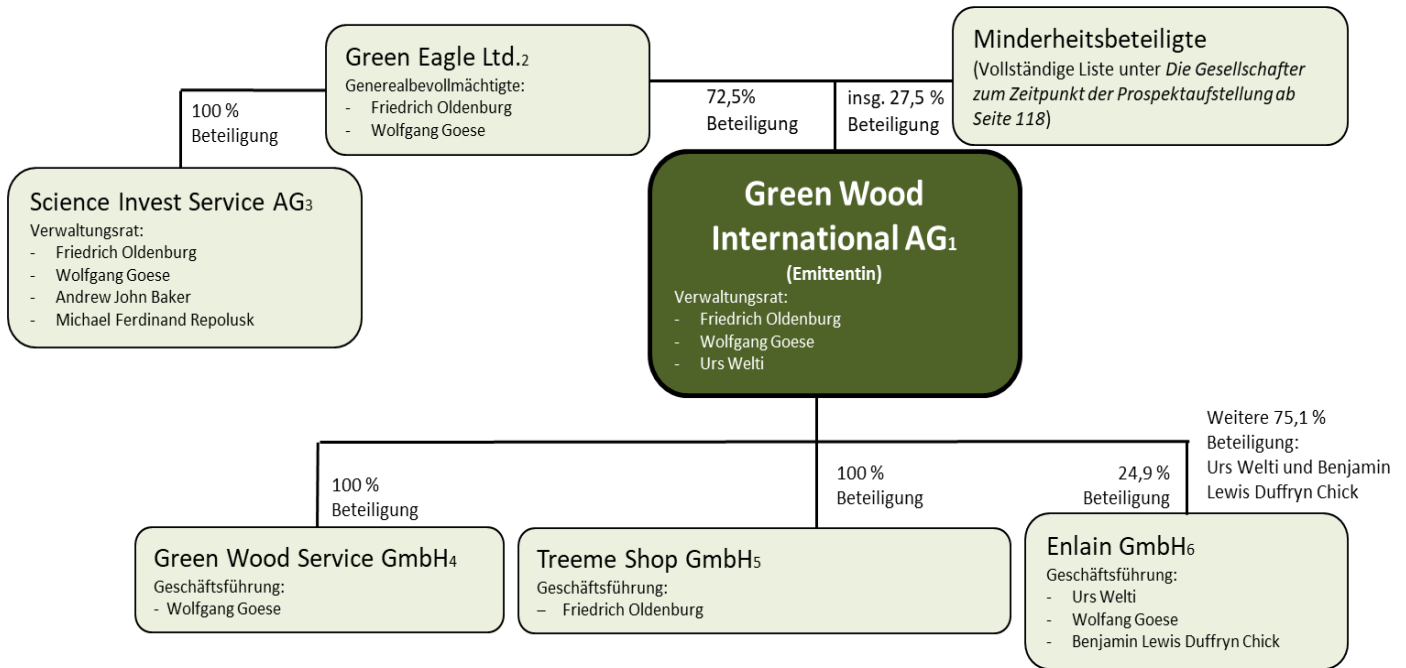 Green Eagle Ltd.2
Generealbevollmächtigte:
- Friedrich Oldenburg
- Wolfgang Goese
100 %
Beteiligung
72,5%
Beteiligung
insg. 27,5 %
Beteiligung
Minderheitsbeteiligte
(Vollständige Liste unter Die Gesellschafter
zum Zeitpunkt der Prospektaufstellung ab
Seite 118)
Science Invest Service AG3
Verwaltungsrat:
- Friedrich Oldenburg
- Wolfgang Goese
- Andrew John Baker
- Michael Ferdinand Repolusk
Green Wood
International AG1
(Emittentin)
Verwaltungsrat:
- Friedrich Oldenburg
- Wolfgang Goese
- Urs Welti
100 %
Beteiligung
100 %
Beteiligung
24,9 %
Beteiligung
Weitere 75,1 %
Beteiligung:
Urs Welti und Benjamin
Lewis Duffryn Chick
Green Wood Service GmbH4
Geschäftsführung:
- Wolfgang Goese
Treeme Shop GmbH5
Geschäftsführung:
– Friedrich Oldenburg
Enlain GmbH6
Geschäftsführung:
- Urs Welti
- Wolfang Goese
- Benjamin Lewis Duffryn Chick